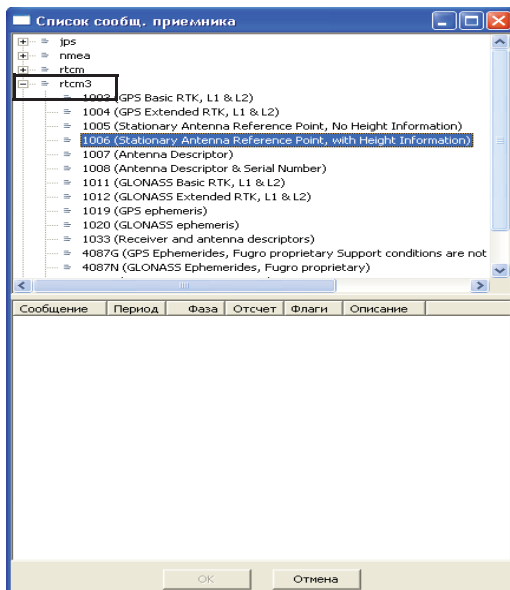 Список сообщ. приемника
jps
nmea
rtcm
rtcm3
1003 (GPS Basic RTK, L1 & L2)
1004 (GPS Extended RTK, L1 & L2)
1005 (Stationary Antenna Reference Point, No Height Information)
1006 (Stationary Antenna Reference Point, with Height Information)
1007 (Antenna Descriptor)
1008 (Antenna Descriptor & Serial Number)
1011 (GLONASS Basic RTK, L1 & L2)
1012 (GLONASS Extended RTK, L1 & L2)
1019 (GPS ephemeris)
1020 (GLONASS ephemeris)
1033 (Receiver and antenna descriptors)
4087G (GPS Ephemerides, Fugro proprietary Support conditions are not
4087N (GLONASS Ephemerides, Fugro proprietary)
Сообщение Период Фаза Отсчет Флаги Описание
OK Отмена